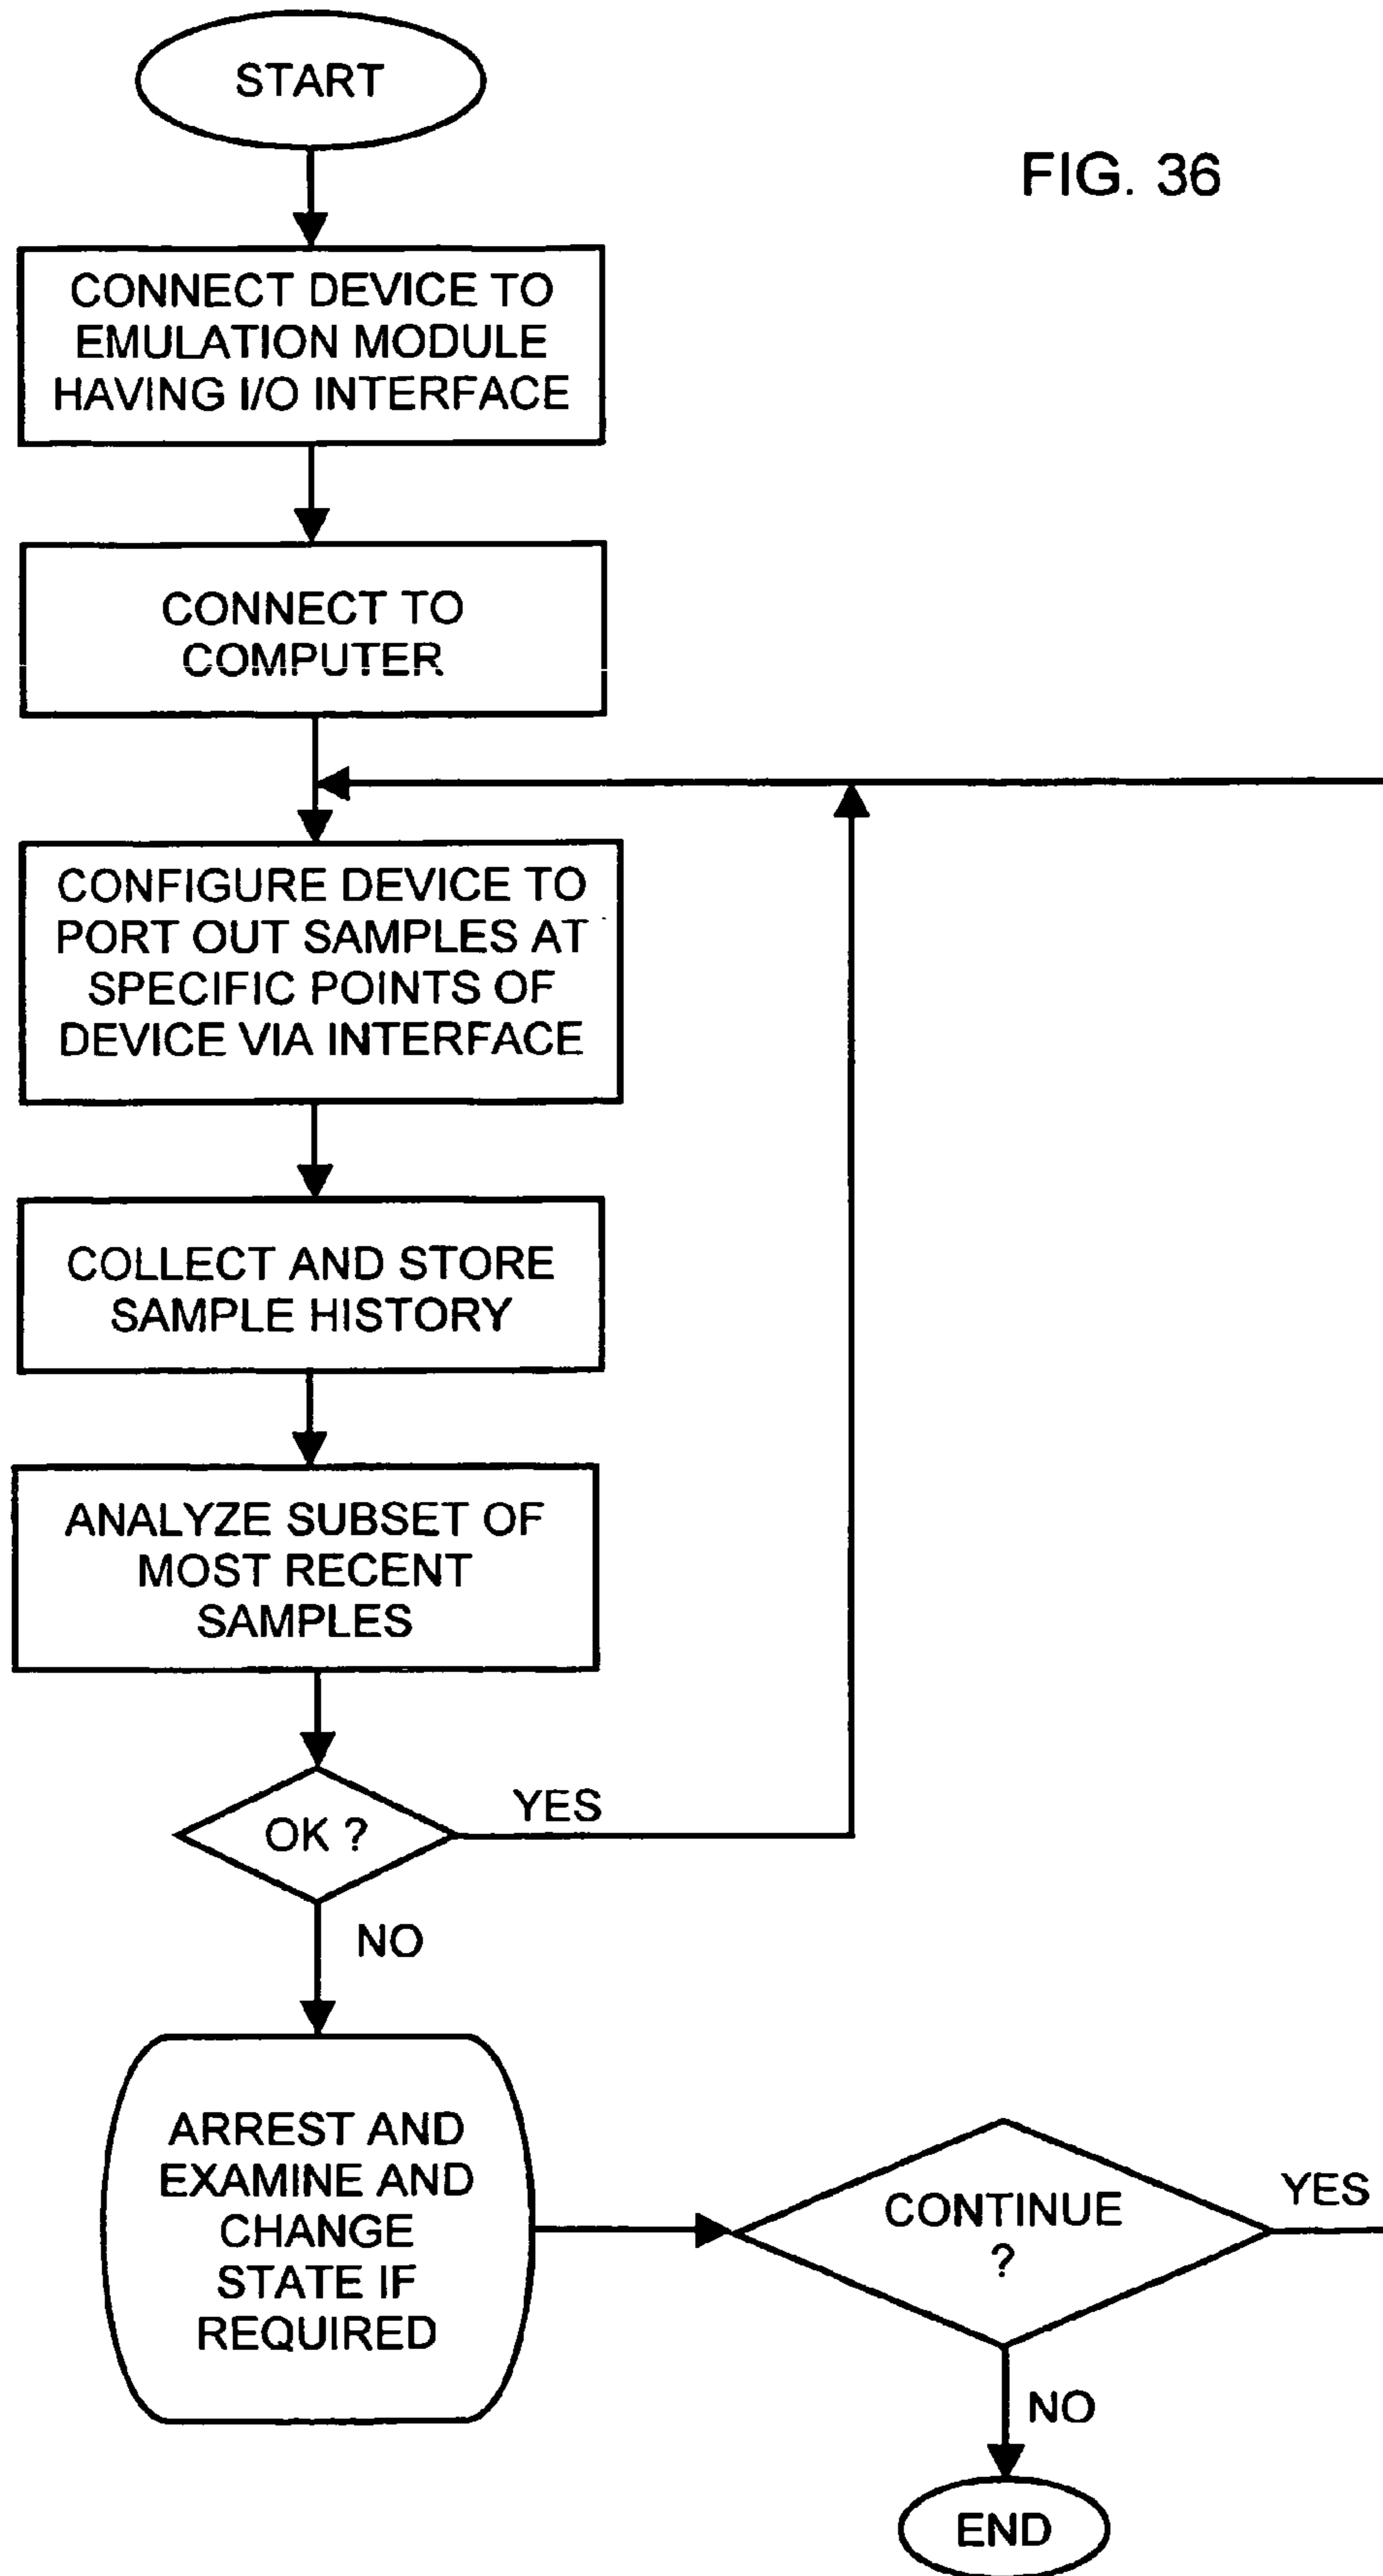 START
FIG. 36
CONNECT DEVICE TO
EMULATION MODULE
HAVING I/O INTERFACE
CONNECT TO
COMPUTER
CONFIGURE DEVICE TO
PORT OUT SAMPLES AT
SPECIFIC POINTS OF
DEVICE VIA INTERFACE
COLLECT AND STORE
SAMPLE HISTORY
ANALYZE SUBSET OF
MOST RECENT
SAMPLES
OK ?
YES
NO
ARREST AND
EXAMINE AND
CHANGE
STATE IF
REQUIRED
CONTINUE
?
YES
NO
END